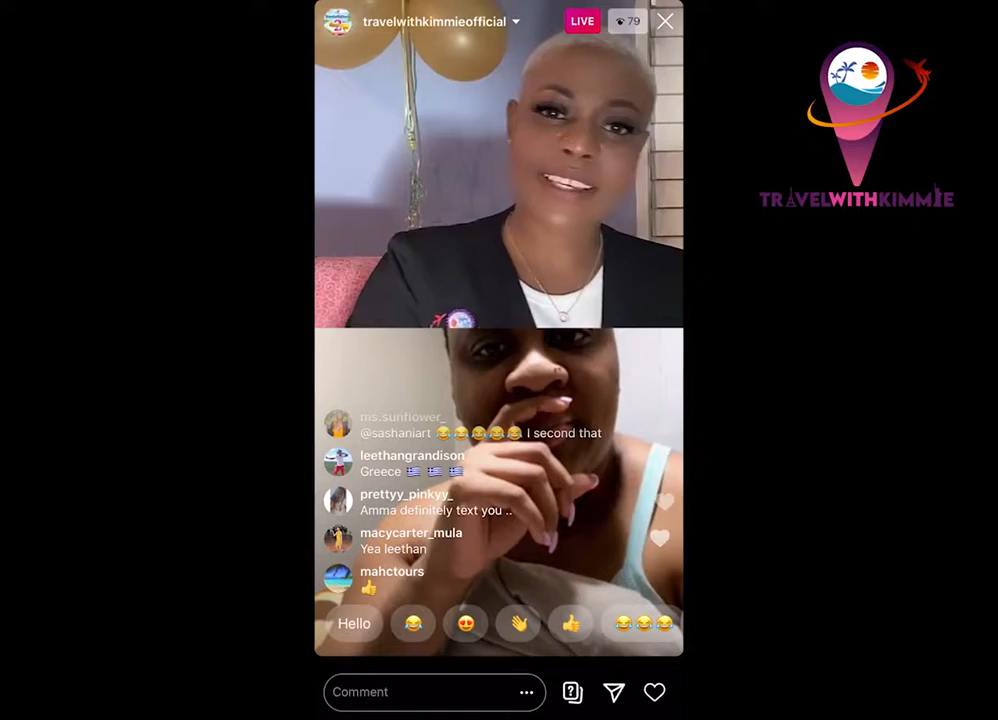 travelwithkimmieofficial
LIVE
79
TRAVELWITHKIMMIE
ms.sunflower_
@sashaniart 😂😂😂😂😂 I second that
leethangrandison
Greece 🇬🇷 🇬🇷 🇬🇷
prettyy_pinkyy_
Amma definitely text you ..
macycarter_mula
Yea leethan
mahctours
👍
Hello 😂 😍 👋 👍 😂😂😂
Comment